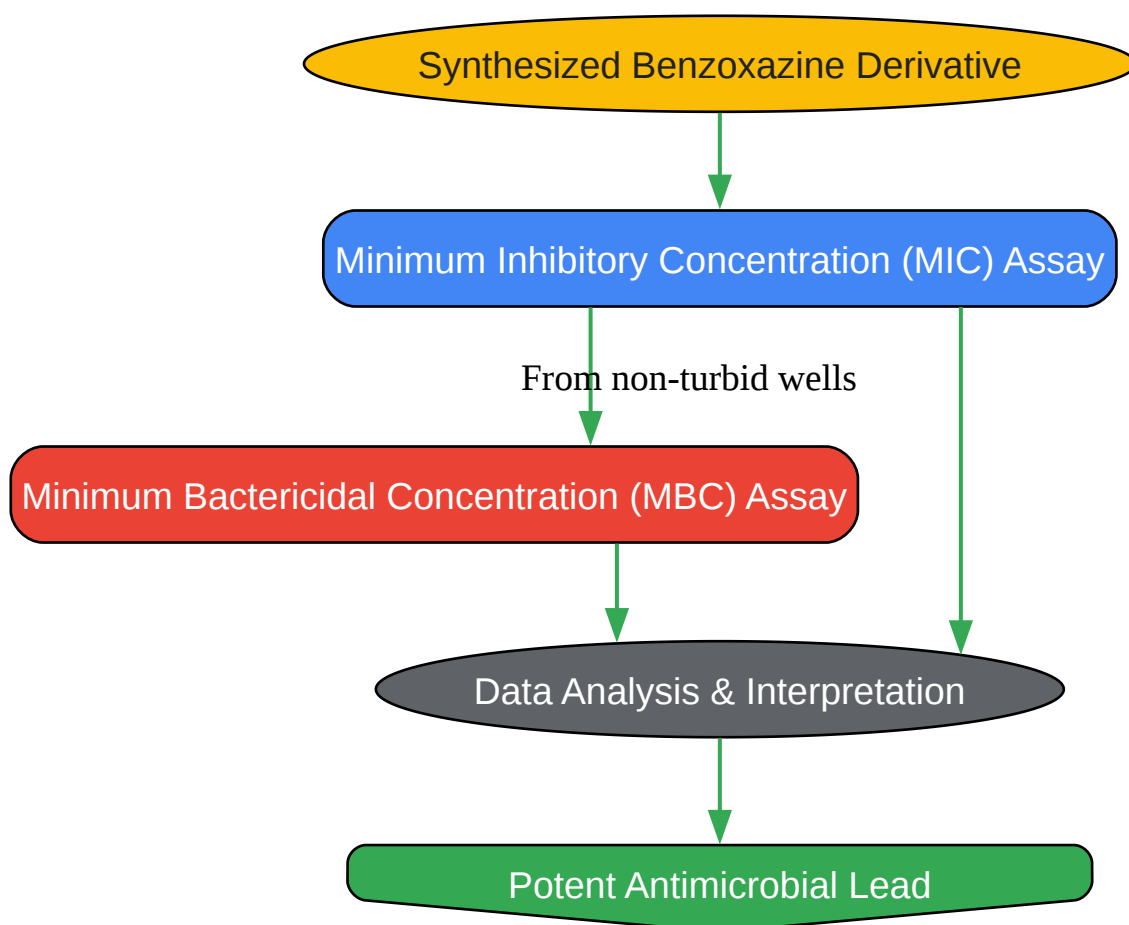 Synthesized Benzoxazine Derivative
Minimum Inhibitory Concentration (MIC) Assay
From non-turbid wells
Minimum Bactericidal Concentration (MBC) Assay
Data Analysis & Interpretation
Potent Antimicrobial Lead